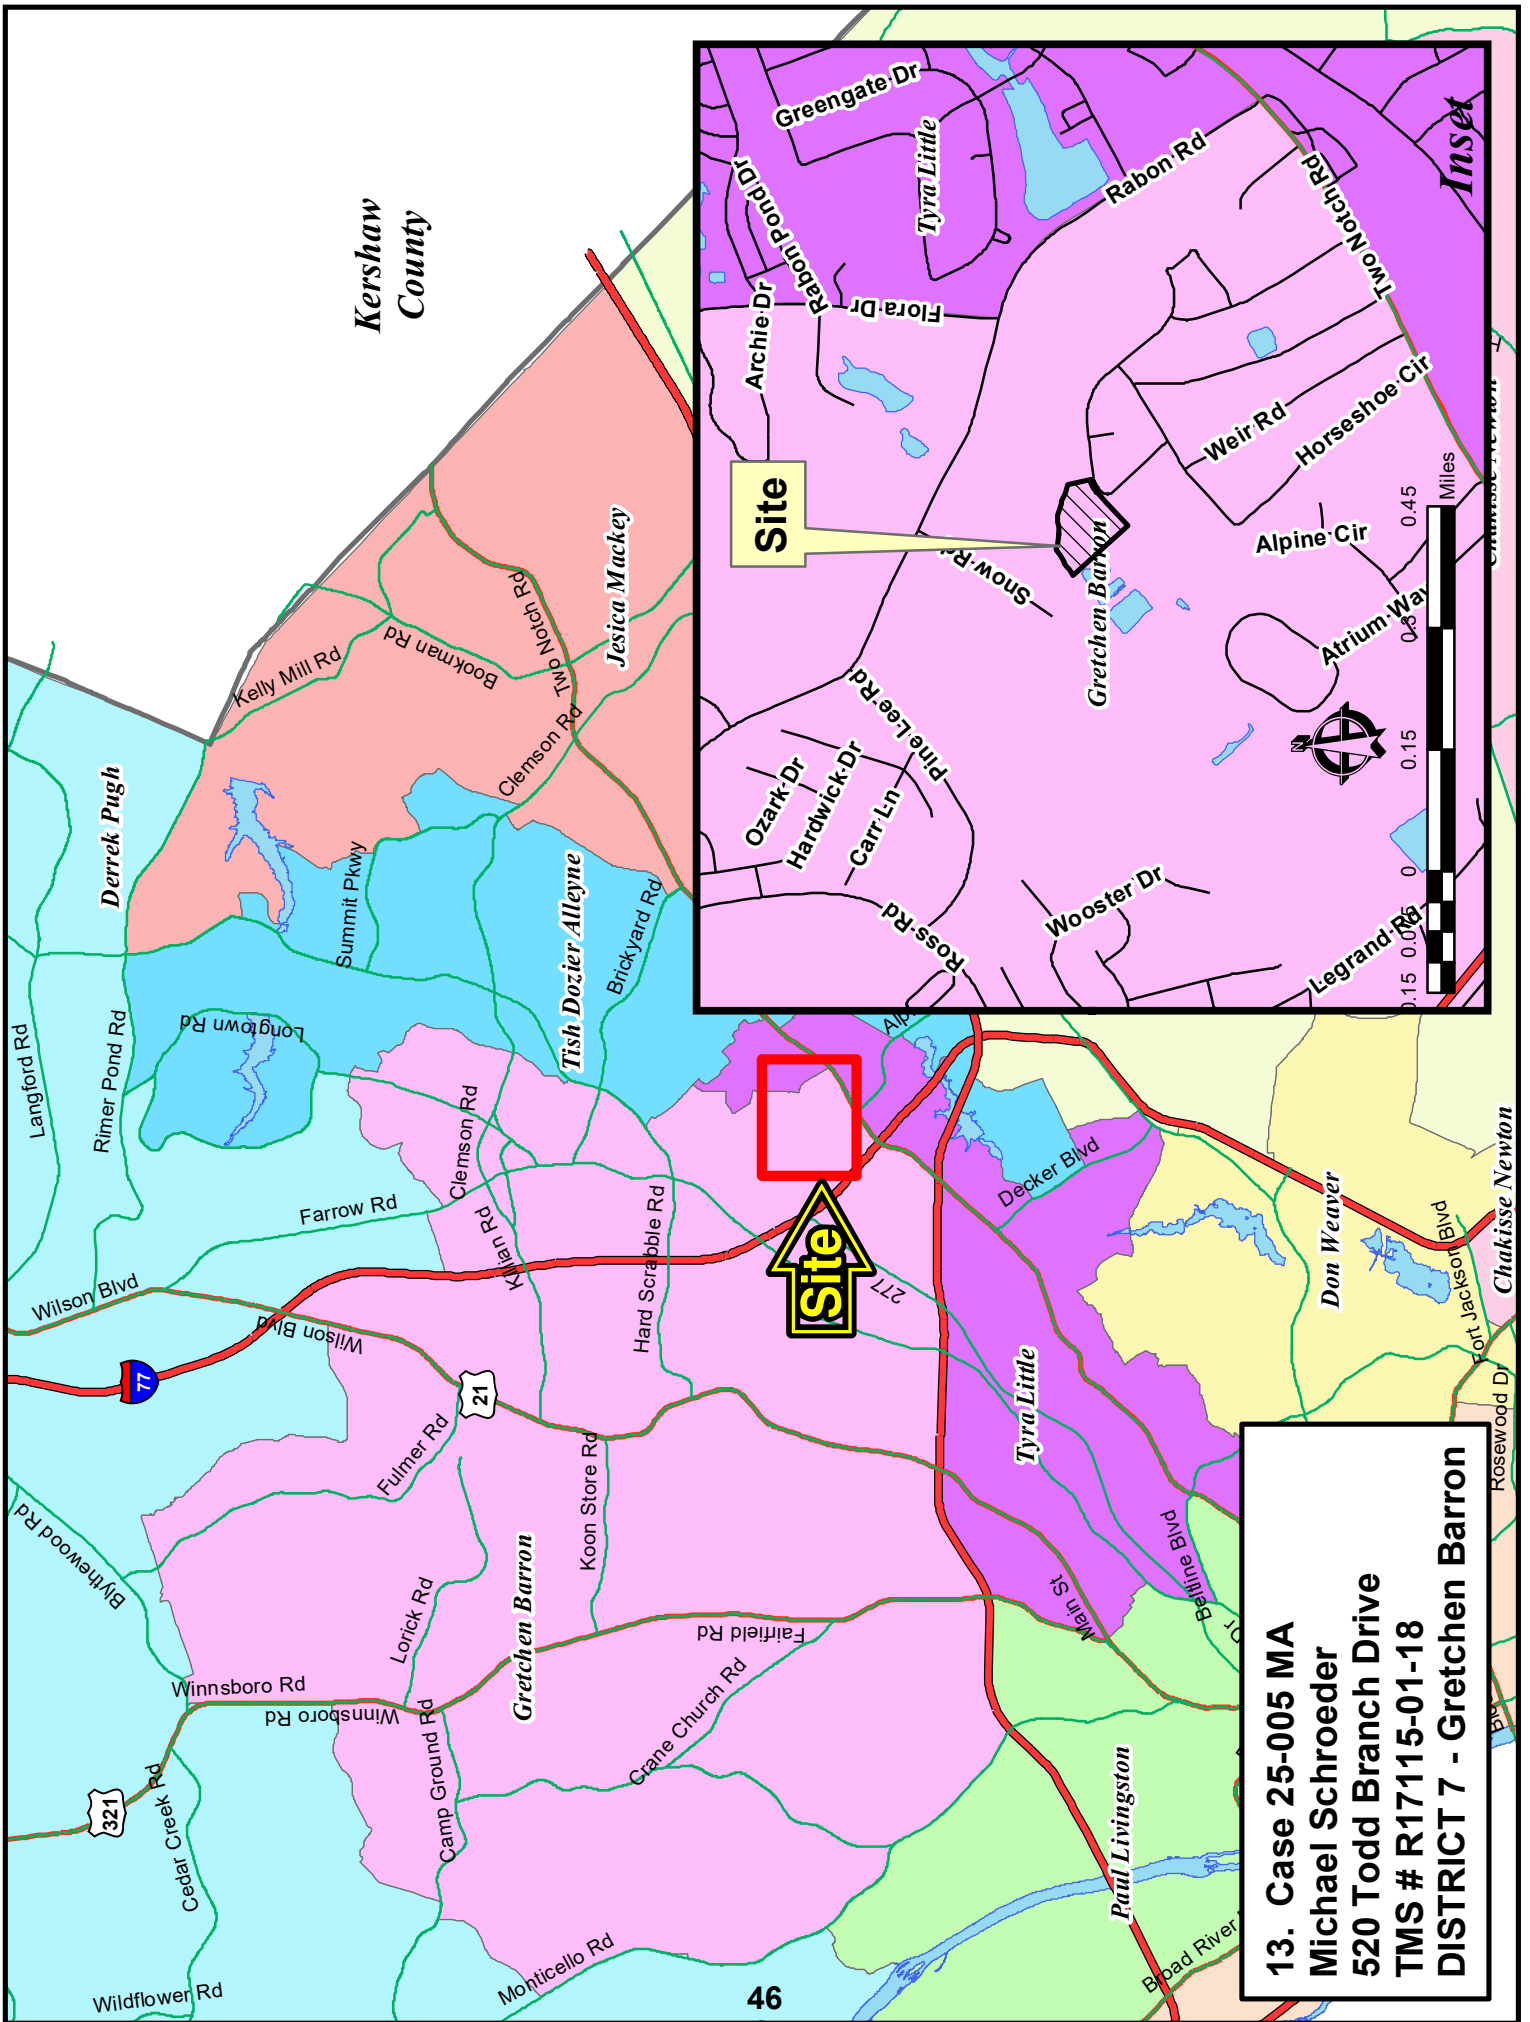 Kershaw
County
Derrek Pugh
Jesica Mackey
Tish Dozier Alleyne
Gretchen Barron
Tyra Little
Don Weaver
Chakisse Newton
Paul Livingston
Langford Rd
Rimer Pond Rd
Longtown Rd
Kelly Mill Rd
Bookman Rd
Two Notch Rd
Clemson Rd
Summit Pkwy
Brickyard Rd
Wilson Blvd
Wilson Blvd
Farrow Rd
Clemson Rd
Killian Rd
Hard Scrabble Rd
Blythewood Rd
Fulmer Rd
Koon Store Rd
Lorick Rd
Winnsboro Rd
Winnsboro Rd
Fairfield Rd
Crane Church Rd
Camp Ground Rd
Cedar Creek Rd
Wildflower Rd
Monticello Rd
Broad River
Main St
Beltline Blvd
Dr
Decker Blvd
Fort Jackson Blvd
Rosewood Dr
277
77
21
321
Site
Inset
Site
Greengate Dr
Tyra Little
Rabon Pond Dr
Archie Dr
Flora Dr
Rabon Rd
Two Notch Rd
Snow Rd
Weir Rd
Horseshoe Cir
Alpine Cir
Atrium Way
Gretchen Barron
Pine Lee Rd
Ozark Dr
Hardwick Dr
Carr Ln
Ross Rd
Wooster Dr
Legrand Rd
N
0.15 0.075 0 0.15 0.3 0.45
Miles
Chakisse Newton
13. Case 25-005 MA
Michael Schroeder
520 Todd Branch Drive
TMS # R17115-01-18
DISTRICT 7 - Gretchen Barron
46